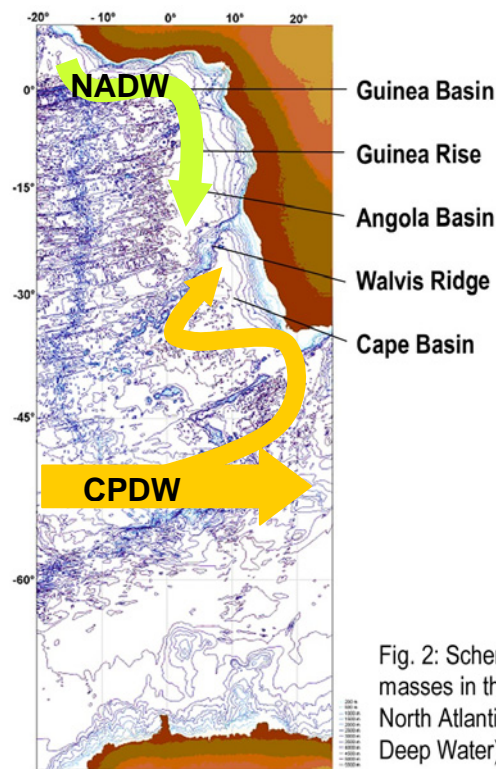 -20° -10° 0° 10° 20°
NADW
0°
Guinea Basin
Guinea Rise
-15°
Angola Basin
Walvis Ridge
-30°
Cape Basin
-45°
CPDW
-60°
Fig. 2: Scher
masses in th
North Atlanti
Deep Water)